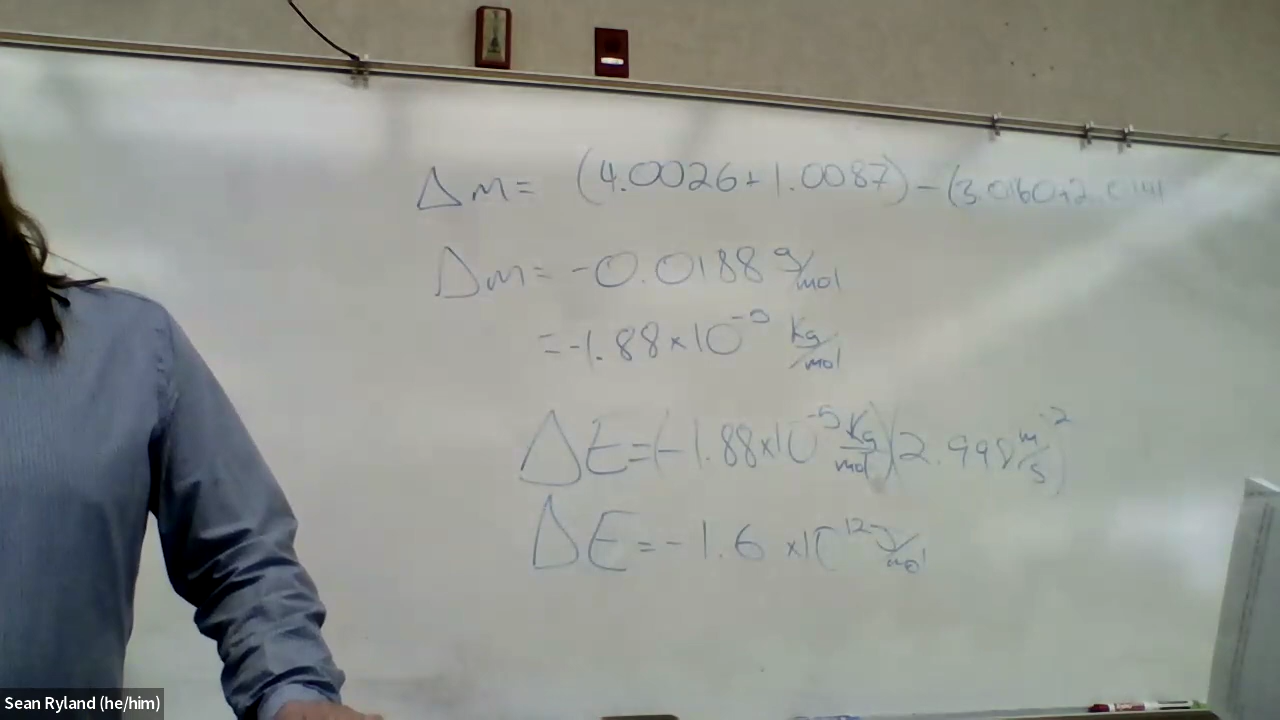 Δm = (4.0026 + 1.0087) - (3.0160 + 2.0141
Δm = -0.0188 g/mol
= -1.88 × 10⁻⁵ Kg/mol
ΔE = (-1.88 × 10⁻⁵ Kg/mol)(2.998 m/s)²
ΔE = -1.6 × 10¹² J/mol
Sean Ryland (he/him)